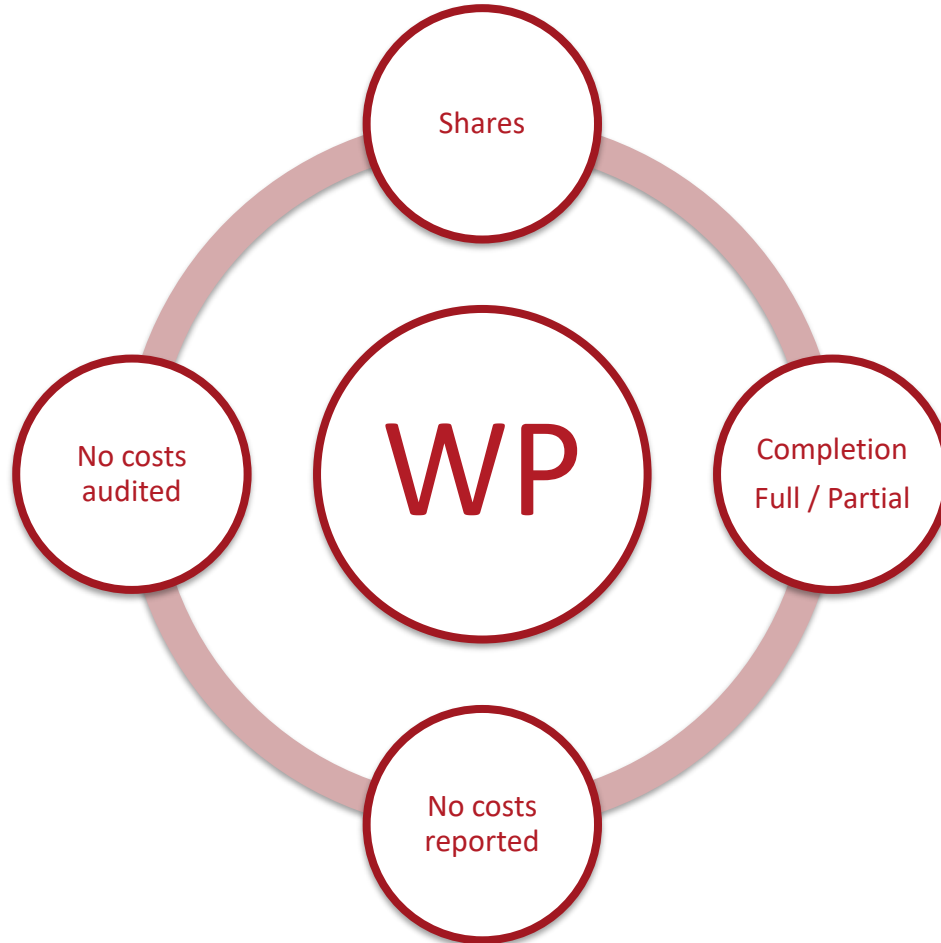 Shares
WP
Completion
Full / Partial
No costs
reported
No costs
audited